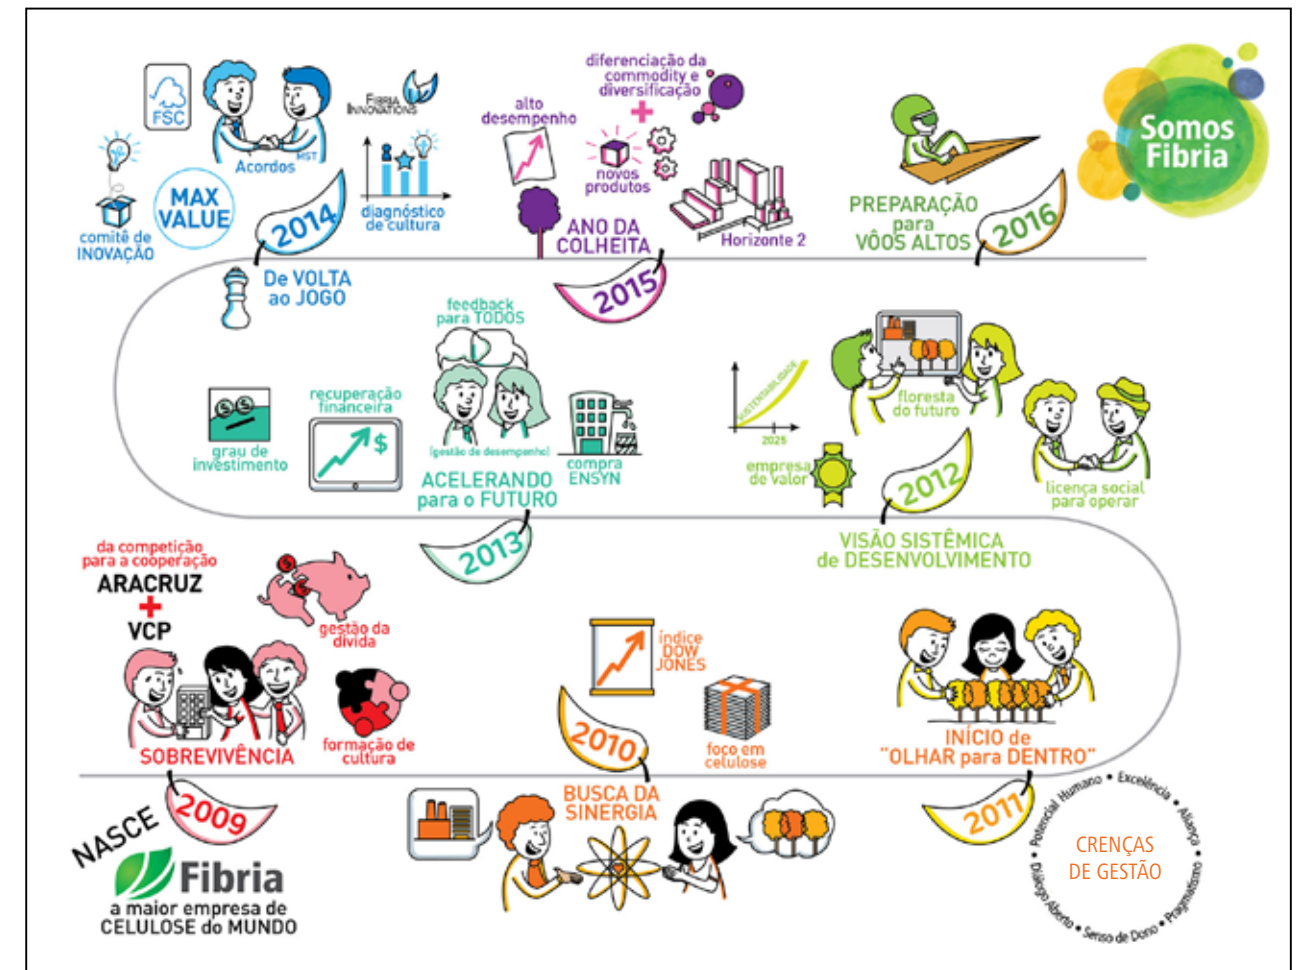 NASCE
Fibria
a maior empresa de
CELULOSE do MUNDO
2009
SOBREVIVÊNCIA
da competição
para a cooperação
ARACRUZ
+
VCP
gestão da
dívida
formação de
cultura
2010
BUSCA DA
SINERGIA
índice
DOW
JONES
foco em
celulose
2011
INÍCIO de
"OLHAR para DENTRO"
CRENÇAS
DE GESTÃO
Potencial Humano • Excelência • Aliança • Pragmatismo • Senso de Dono • Diálogo Aberto •
2012
VISÃO SISTÊMICA
de DESENVOLVIMENTO
licença social
para operar
floresta
do futuro
SUSTENTABILIDADE
2025
empresa
de valor
2013
ACELERANDO
para o FUTURO
feedback
para TODOS
(gestão de desempenho)
compra
ENSYN
recuperação
financeira
$
$ $
grau de
investimento
2014
De VOLTA
ao JOGO
FSC
Acordos
MST
FIBRIA
INNOVATIONS
MAX
VALUE
comitê de
INOVAÇÃO
diagnóstico
de cultura
2015
ANO DA
COLHEITA
alto
desempenho
diferenciação da
commodity e
diversificação
+
novos
produtos
Horizonte 2
2016
PREPARAÇÃO
para
VÔOS ALTOS
Somos
Fibria